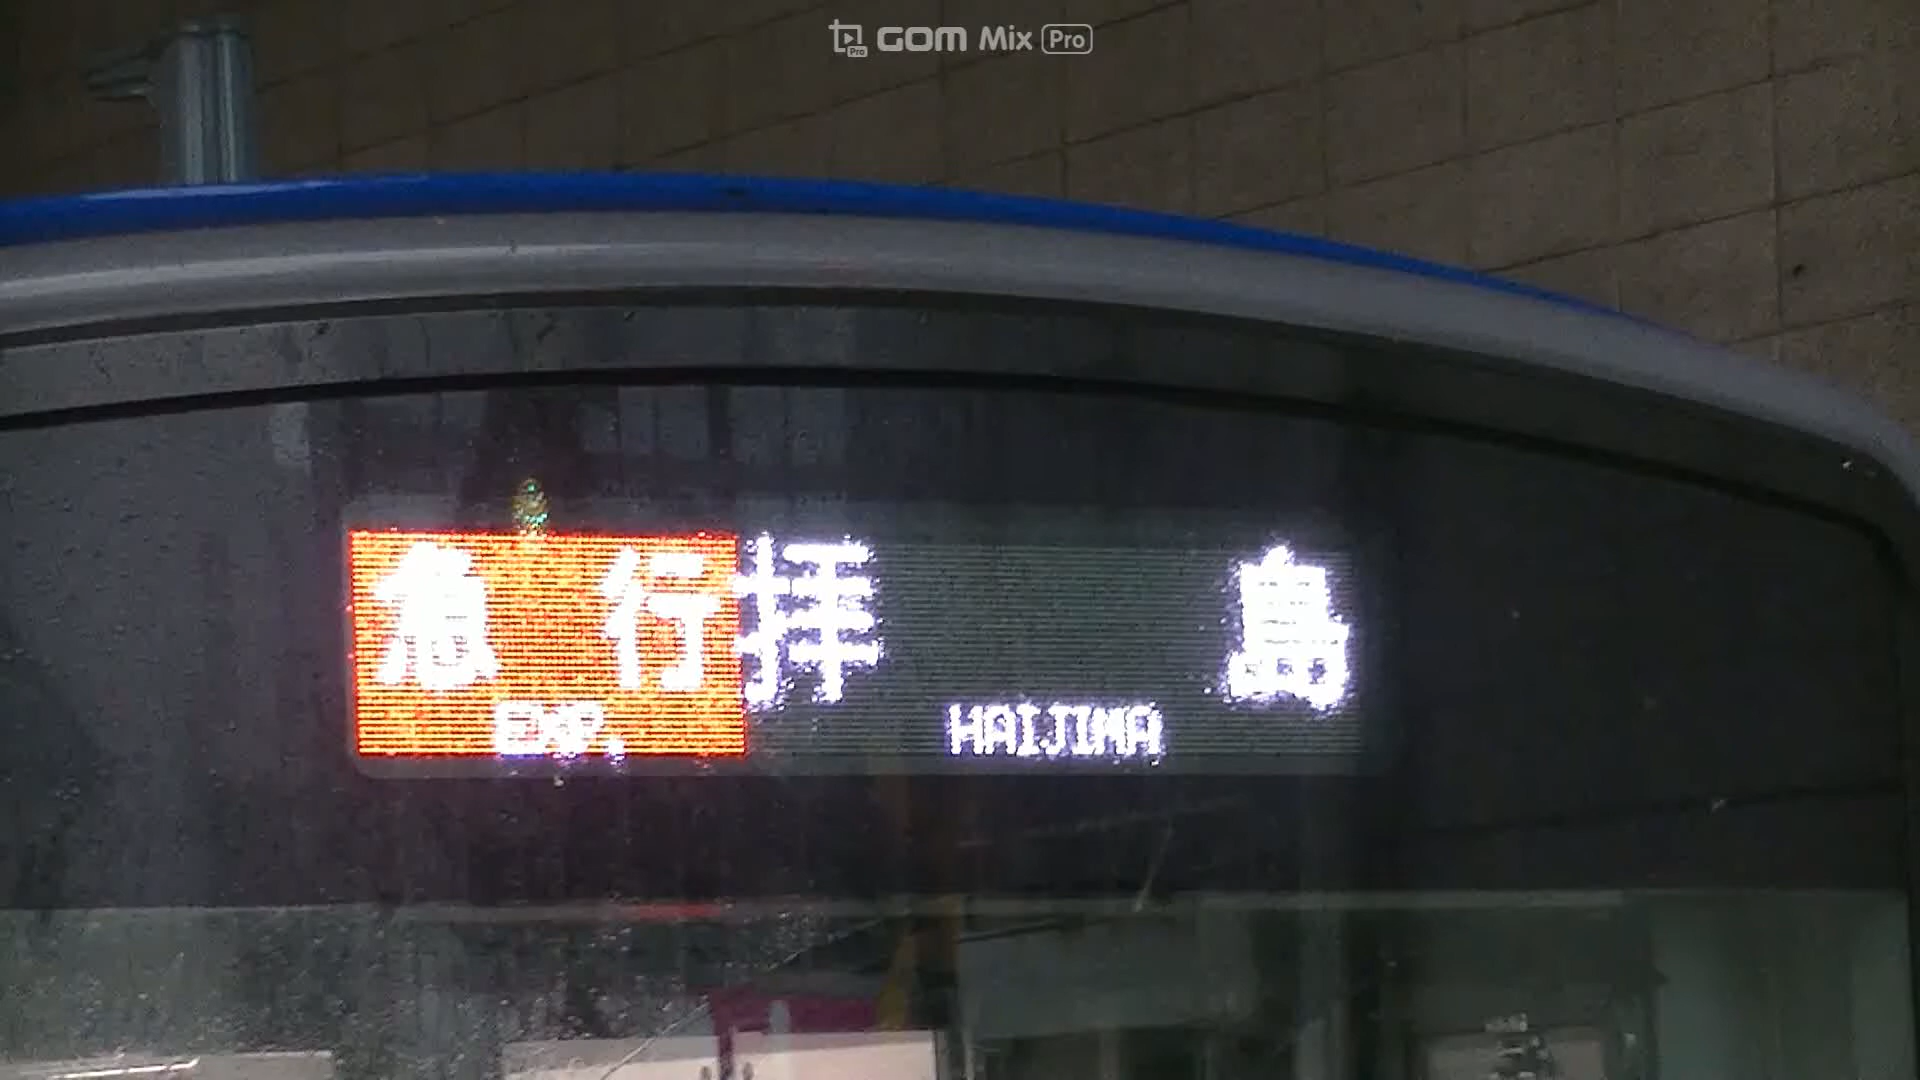 GOM Mix Pro
急行 拝島
EXP. HAIJIMA